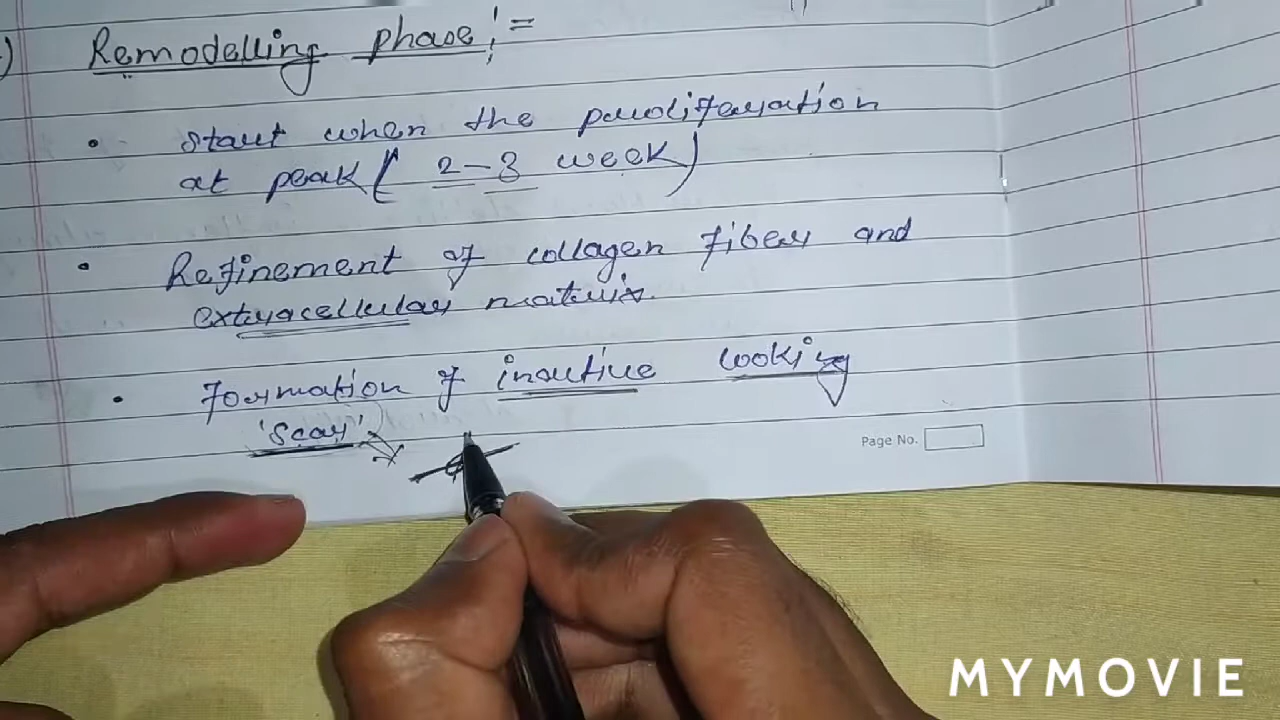 ) Remodelling phase :=
• start when the proliferation
at peak ( 2-3 week)
• Refinement of collagen fiber and
extracellular matrix.
• Formation of inactive looking
'Scar'
Page No.
MYMOVIE